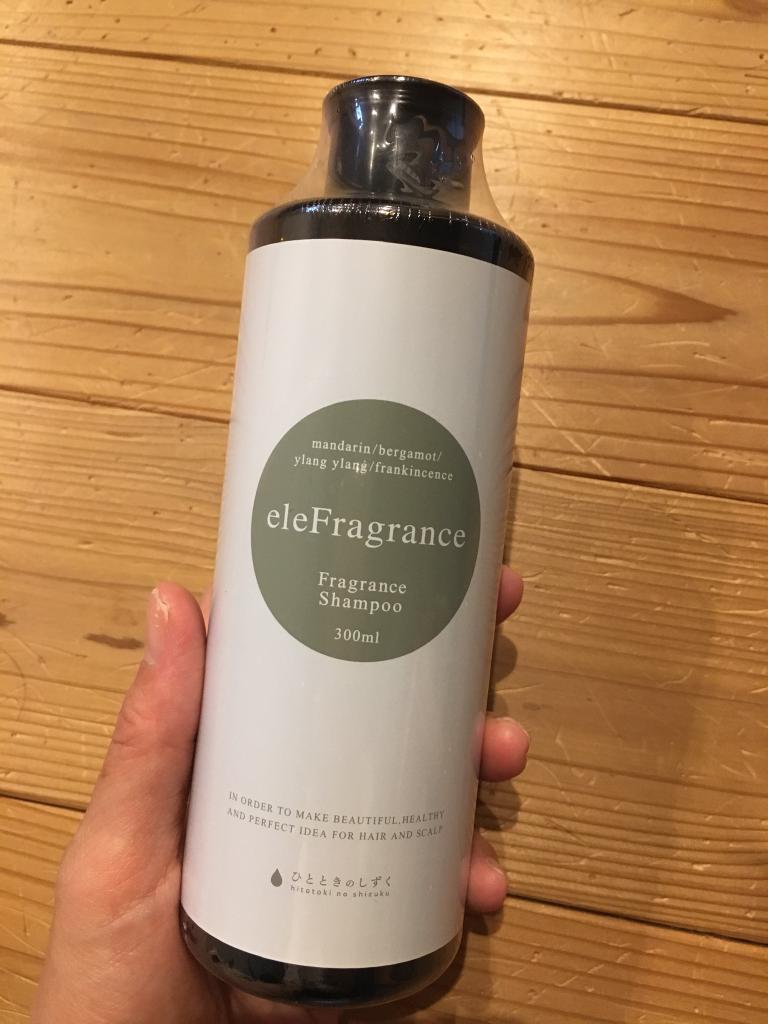 mandarin/bergamot/
ylang ylang/frankincence
eleFragrance
Fragrance
Shampoo
300ml
IN ORDER TO MAKE BEAUTIFUL,HEALTHY
AND PERFECT IDEA FOR HAIR AND SCALP
ひとときのしずく
hitotoki no shizuku